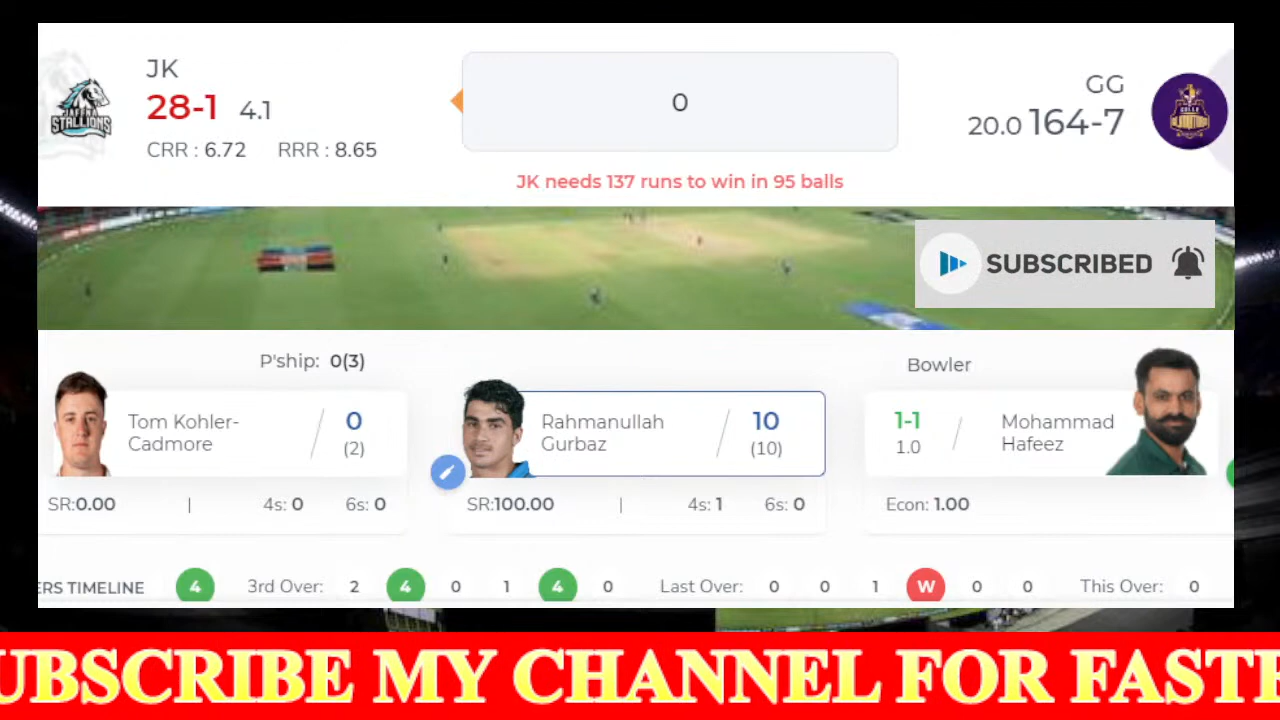 JK
28-1 4.1
CRR : 6.72 RRR : 8.65
0
JK needs 137 runs to win in 95 balls
GG
20.0 164-7
JAFFNA
STALLIONS
SUBSCRIBED
P'ship: 0(3)
Tom Kohler-
Cadmore
0
(2)
SR:0.00 | 4s: 0 6s: 0
Rahmanullah
Gurbaz
10
(10)
SR:100.00 | 4s: 1 6s: 0
Bowler
1-1
1.0
Mohammad
Hafeez
Econ: 1.00
ERS TIMELINE 4 3rd Over: 2 4 0 1 4 0 Last Over: 0 0 1 W 0 0 This Over: 0
UBSCRIBE MY CHANNEL FOR FASTE